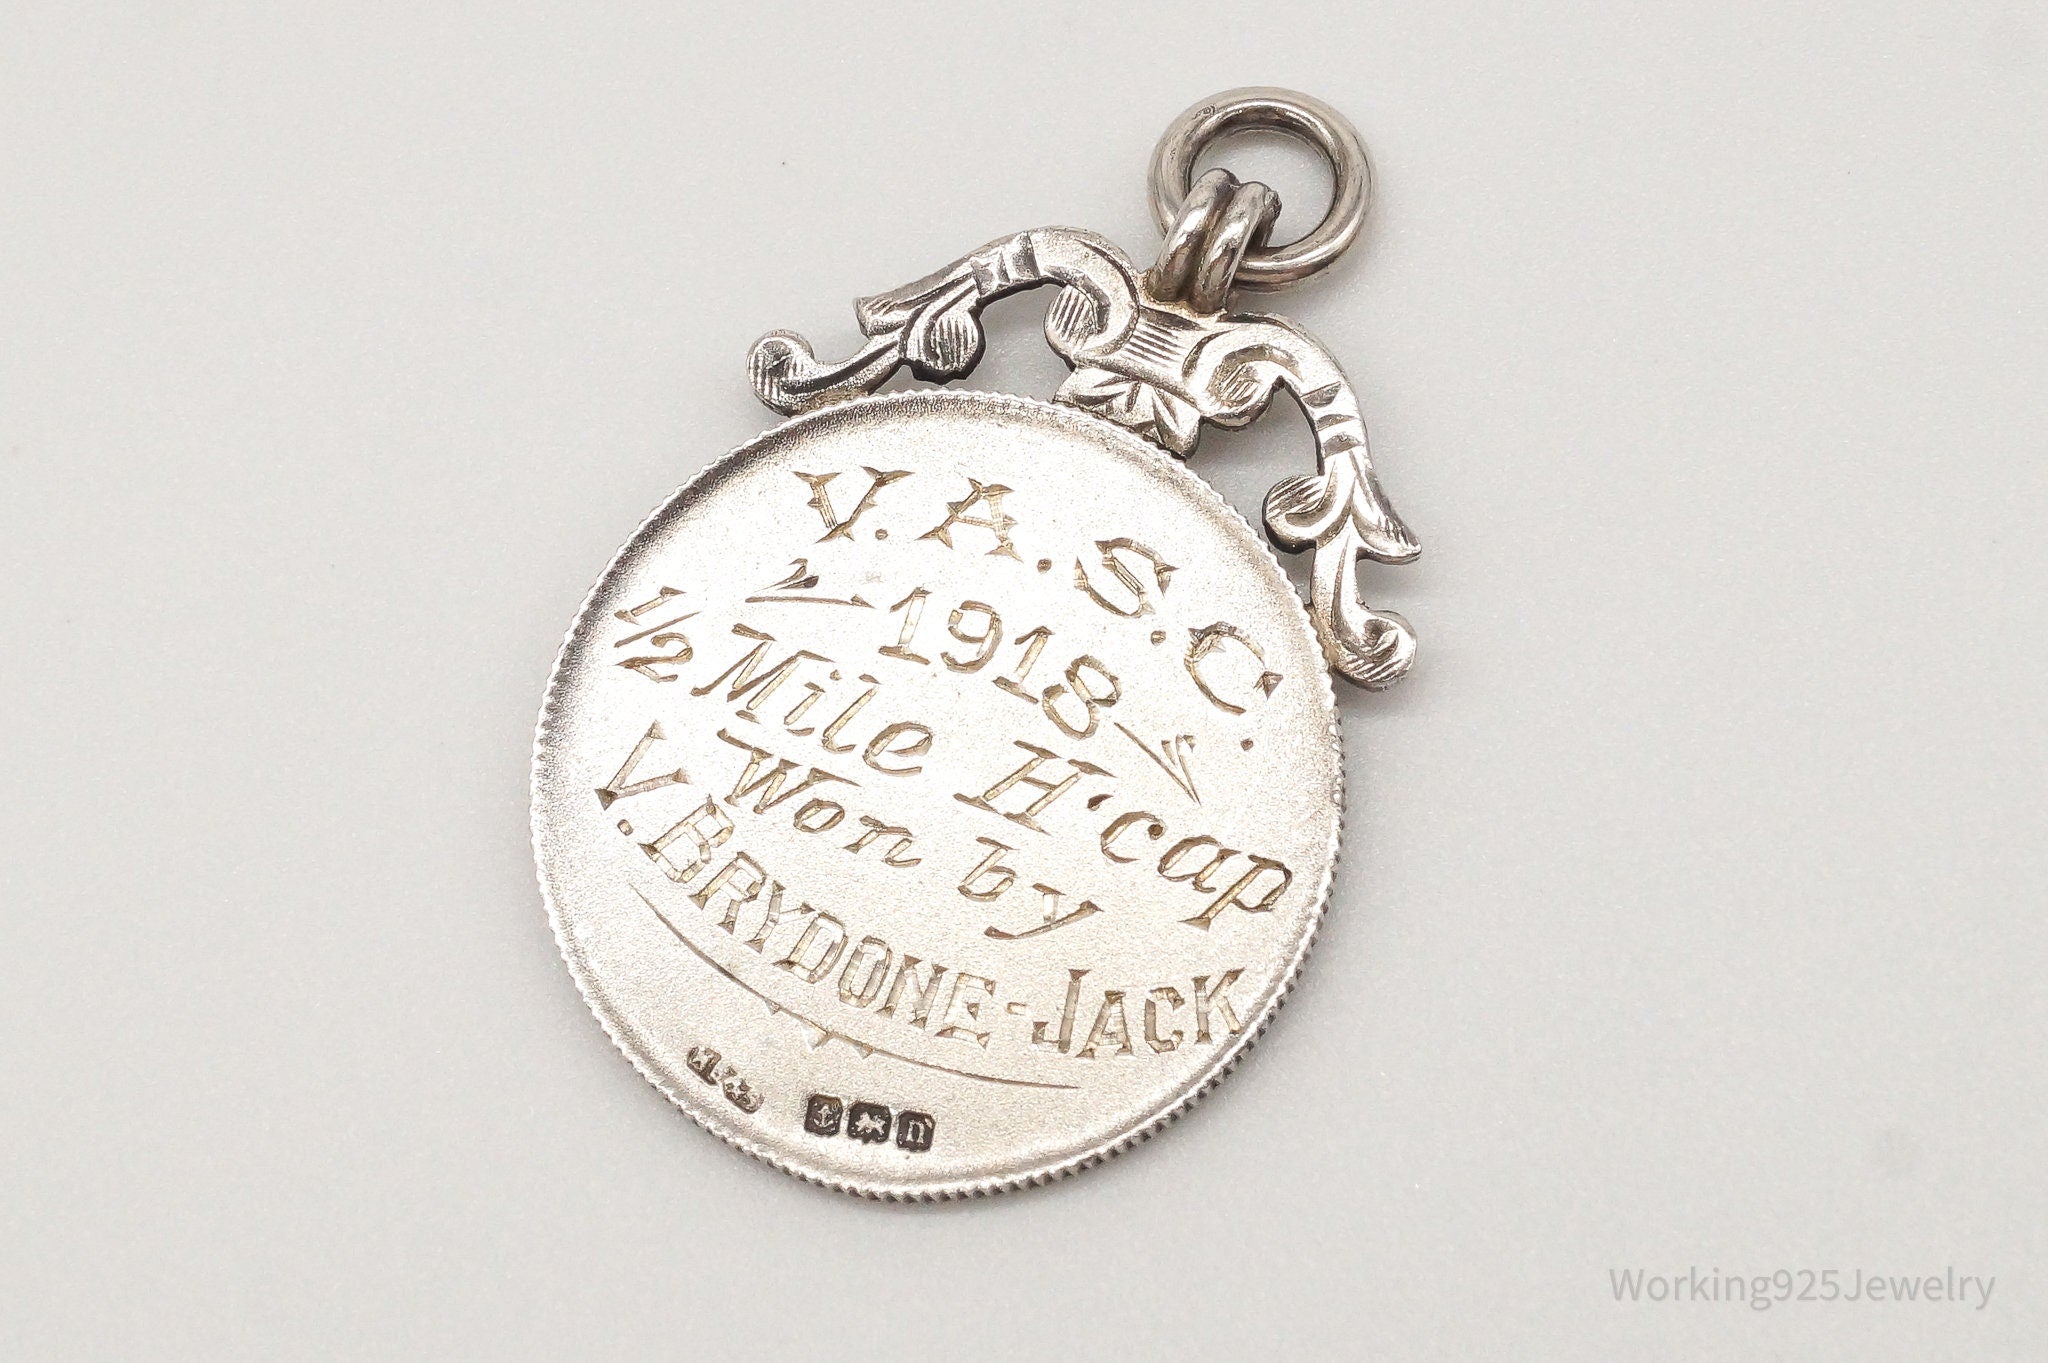 V.A.S.C.
1918
1/2 Mile H'cap
Won by
V. BRYDONE-JACK
n
Working925Jewelry